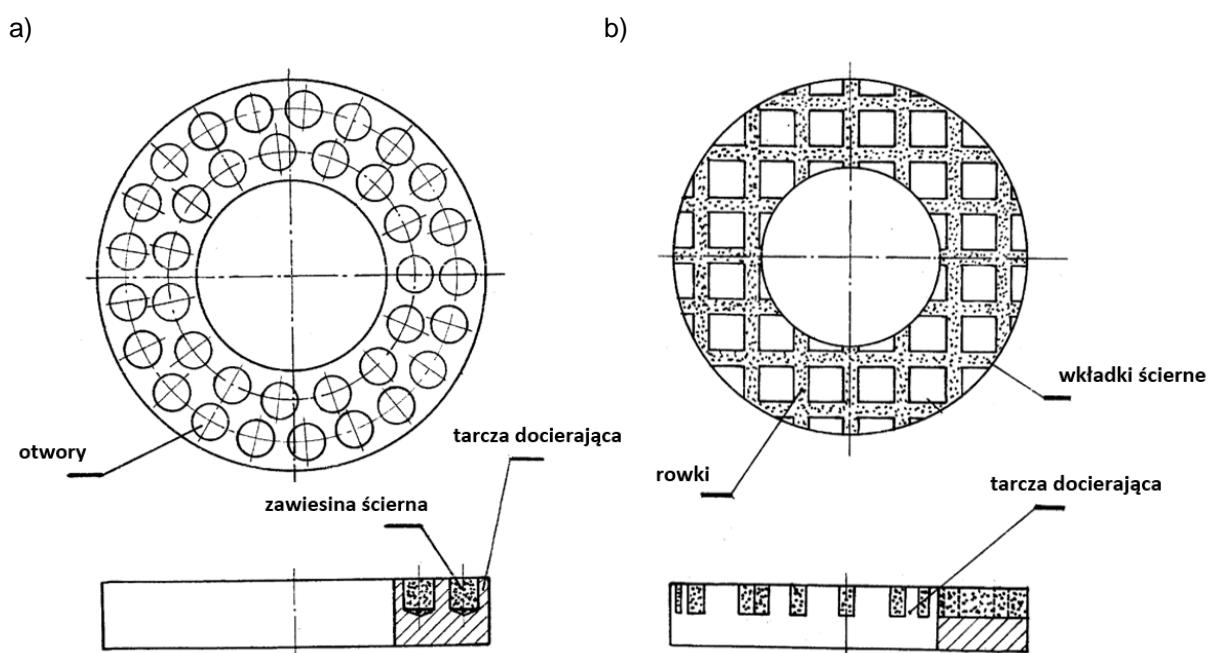 a)
b)
otwory
tarcza docierająca
zawiesina ścierna
wkładki ścierne
rowki
tarcza docierająca